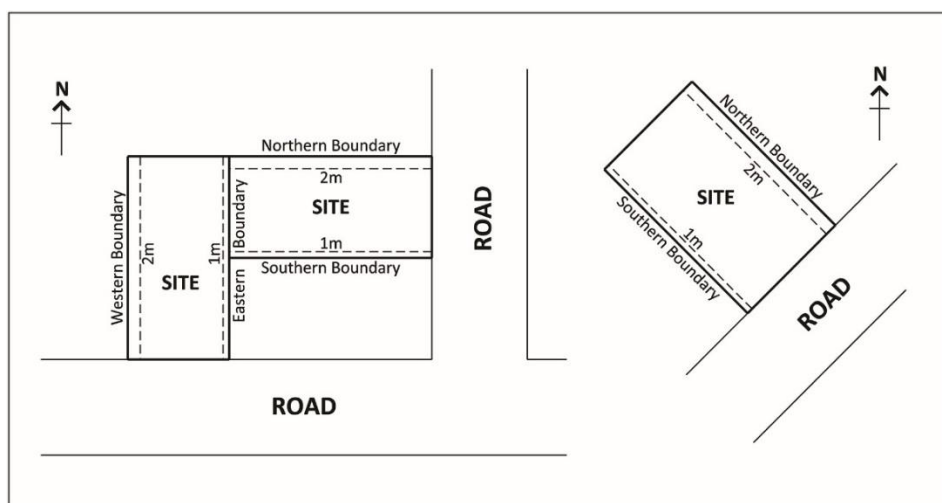 N
Northern Boundary
2m
SITE
1m
Southern Boundary
Western Boundary
2m
SITE
1m
Eastern
Boundary
ROAD
ROAD
N
Northern Boundary
2m
SITE
1m
Southern Boundary
ROAD